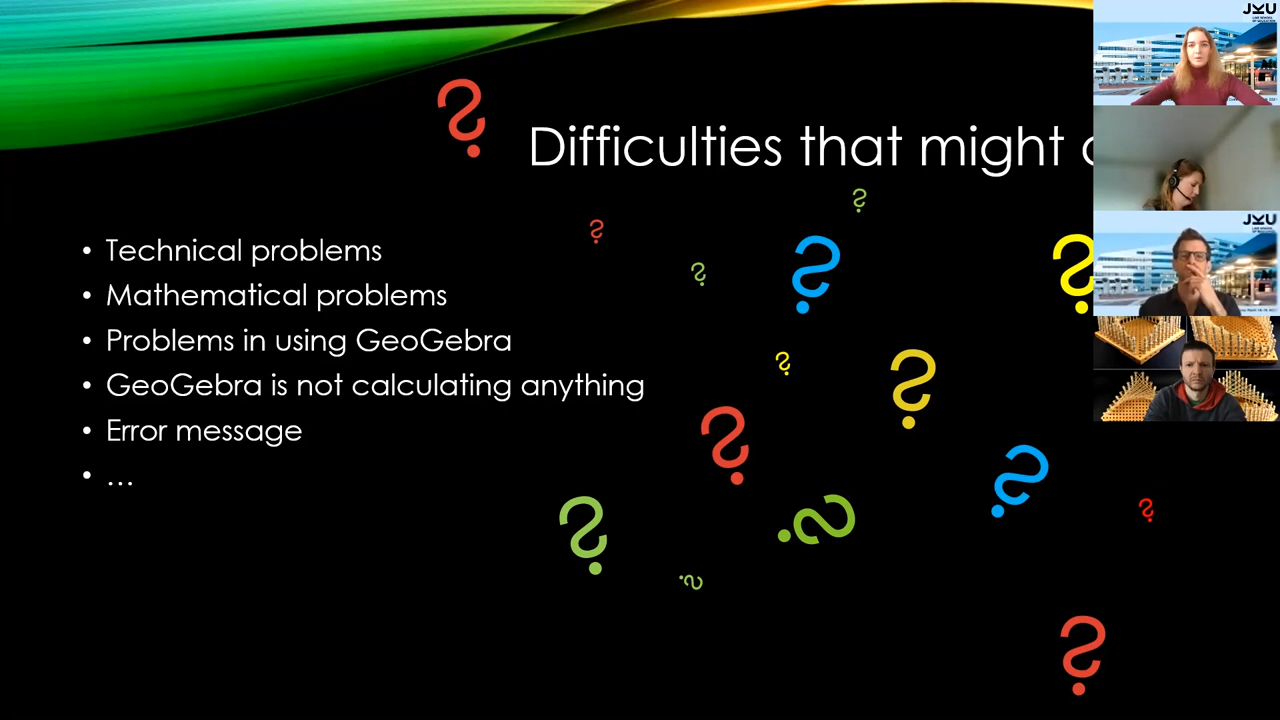 JKU
Difficulties that might
Technical problems
Mathematical problems
Problems in using GeoGebra
GeoGebra is not calculating anything
Error message
…
JKU
? ? ? ? ? ? ? ? ? ? ? ? ? ?